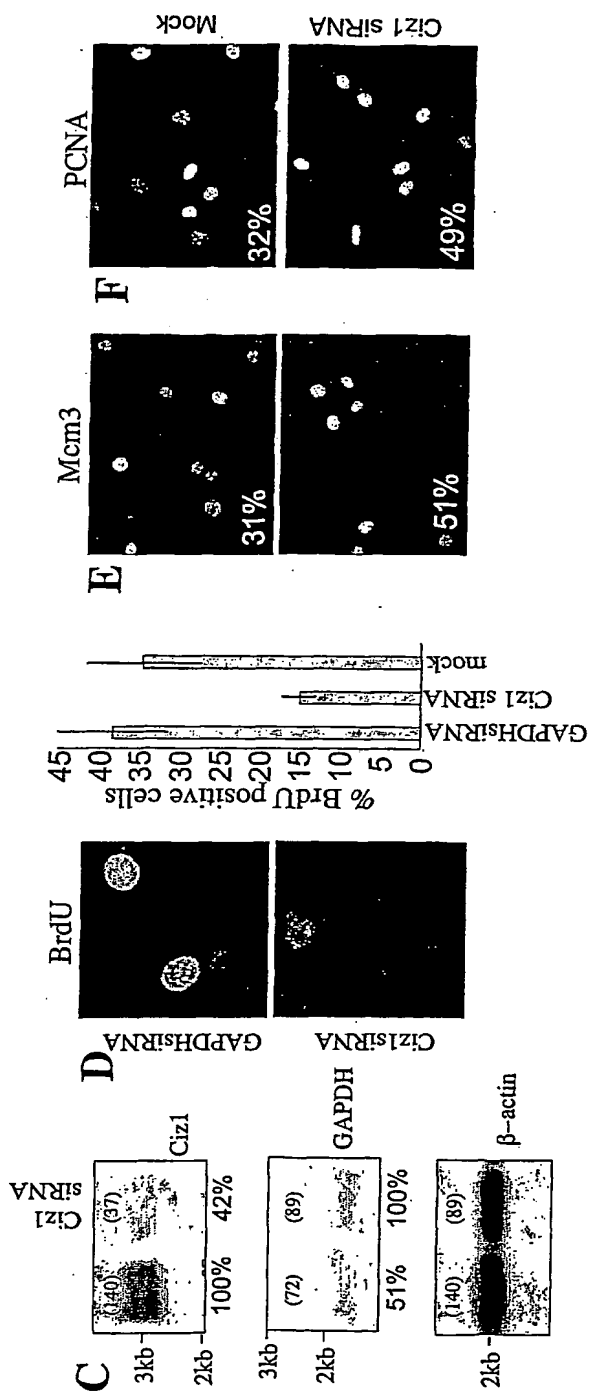 C
Ciz1
siRNA
(140) (37)
3kb
2kb
Ciz1
100% 42%
(72) (89)
3kb
2kb
GAPDH
51% 100%
(140) (89)
2kb
β-actin
D
BrdU
GAPDHsiRNA
Ciz1siRNA
% BrdU positive cells
45
40
35
30
25
20
15
10
5
0
GAPDHsiRNA
Ciz1 siRNA
mock
E
Mcm3
31%
51%
F
PCNA
32%
49%
Mock
Ciz1 siRNA